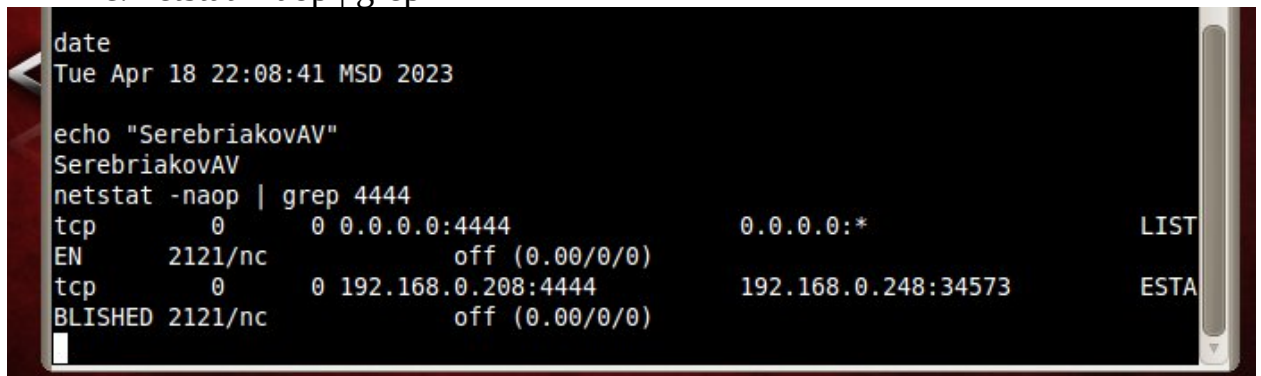 date
Tue Apr 18 22:08:41 MSD 2023
echo "SerebriakovAV"
SerebriakovAV
netstat -naop | grep 4444
tcp        0      0 0.0.0.0:4444                0.0.0.0:*                   LIST
EN      2121/nc             off (0.00/0/0)
tcp        0      0 192.168.0.208:4444          192.168.0.248:34573         ESTA
BLISHED 2121/nc             off (0.00/0/0)